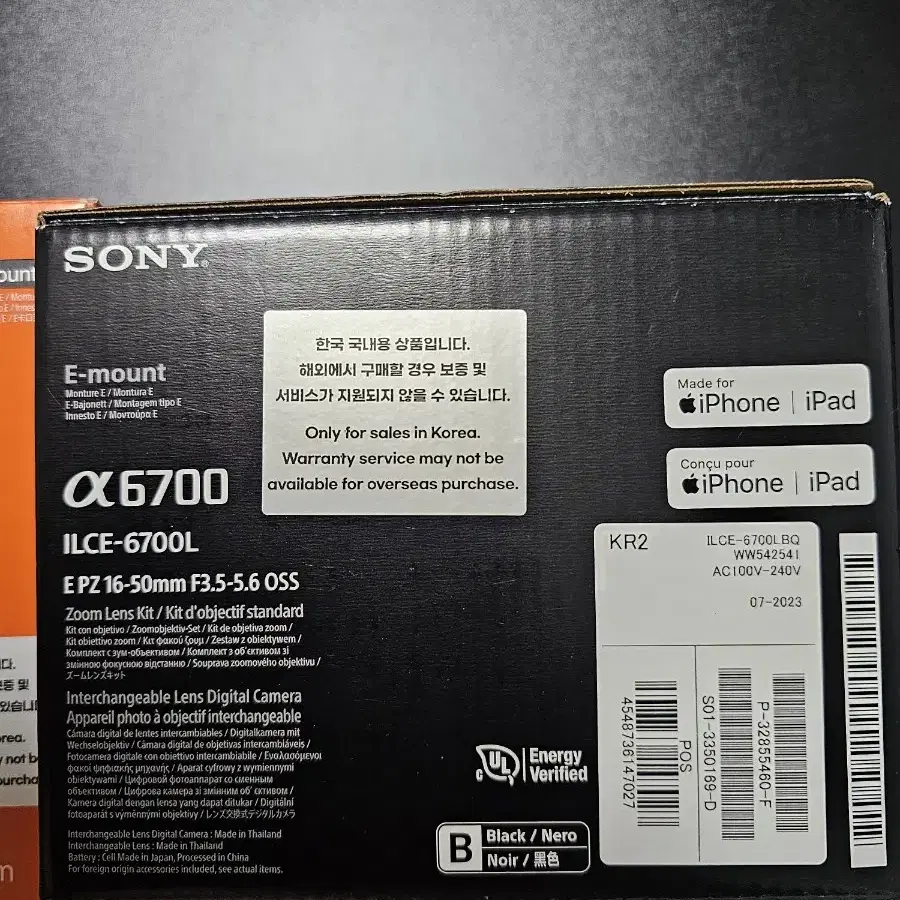 SONY
E-mount
Monture E / Montura E
E-Bajonett / Montagem tipo E
Innesto E / Μοντούρα E
α6700
ILCE-6700L
E PZ 16-50mm F3.5-5.6 OSS
Zoom Lens Kit / Kit d'objectif standard
Kit con objetivo / Zoomobjektiv-Set / Kit de objetiva zoom /
Kit obiettivo zoom / Κιτ φακού ζουμ / Zestaw z obiektywem /
Комплект с зум-объективом / Комплект з об'єктивом зі
змінною фокусною відстанню / Souprava zoomového objektivu /
ズームレンズキット
Interchangeable Lens Digital Camera
Appareil photo à objectif interchangeable
Cámara digital de lentes intercambiables / Digitalkamera mit
Wechselobjektiv / Câmara digital de objetivas intercambiáveis /
Fotocamera digitale con obiettivo intercambiabile / Εναλλασσόμενου
φακού ψηφιακής μηχανής / Aparat cyfrowy z wymiennymi
obiektywami / Цифровой фотоаппарат со сменным
объективом / Цифрова камера зі змінним об'єктивом /
Kamera digital dengan lensa yang dapat ditukar / Digitální
fotoaparát s výměnnými objektivy / レンズ交換式デジタルカメラ
Interchangeable Lens Digital Camera : Made in Thailand
Interchangeable Lens : Made in Thailand
Battery : Cell Made in Japan, Processed in China
For foreign origin accessories included, see actual items.
한국 국내용 상품입니다.
해외에서 구매할 경우 보증 및
서비스가 지원되지 않을 수 있습니다.
Only for sales in Korea.
Warranty service may not be
available for overseas purchase.
Made for
iPhone | iPad
Conçu pour
iPhone | iPad
KR2
ILCE-6700LBQ
WW542541
AC100V-240V
07-2023
4548736147027
POS
S01-3350169-D
P-32855460-F
c UL
Energy
Verified
B
Black / Nero
Noir / 黒色